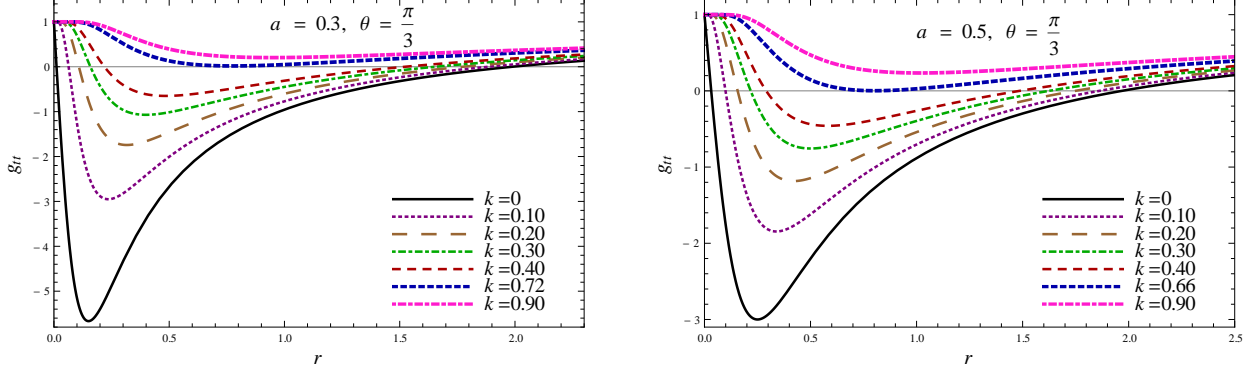 a = 0.3, θ = π/3
1
0
-1
-2
-3
-4
-5
g_tt
k=0
k=0.10
k=0.20
k=0.30
k=0.40
k=0.72
k=0.90
0.0 0.5 1.0 1.5 2.0
r
a = 0.5, θ = π/3
1
0
-1
-2
-3
g_tt
k=0
k=0.10
k=0.20
k=0.30
k=0.40
k=0.66
k=0.90
0.0 0.5 1.0 1.5 2.0 2.5
r